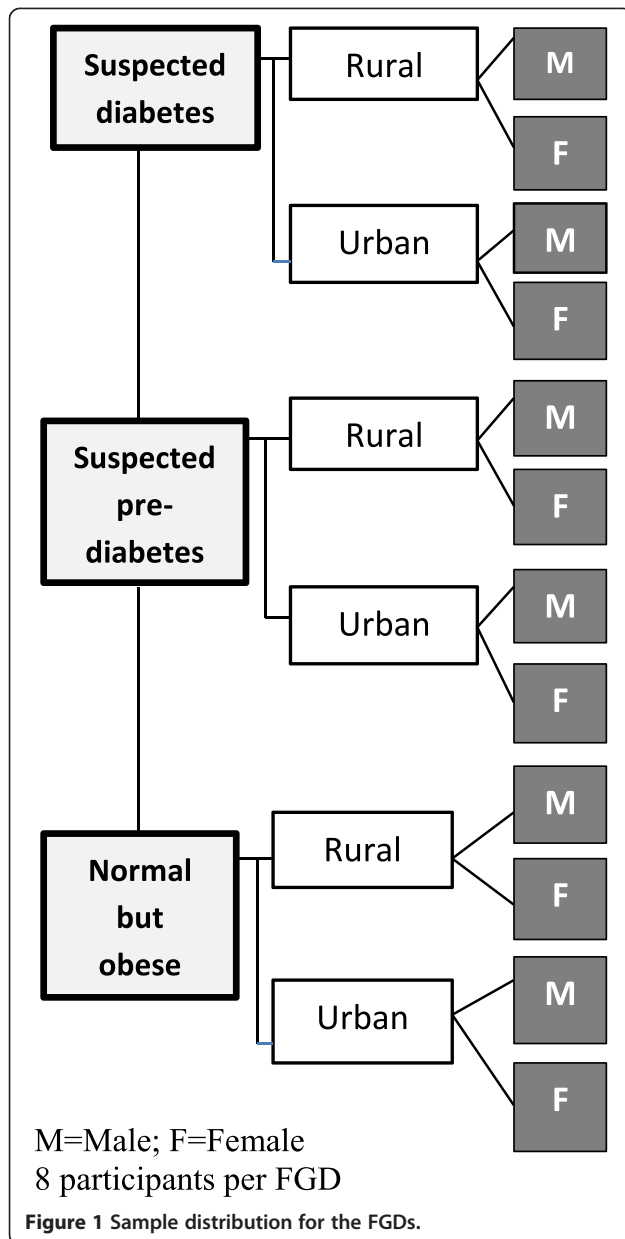 Suspected
diabetes
Rural
M
F
Urban
M
F
Suspected
pre-
diabetes
Rural
M
F
Urban
M
F
Normal
but
obese
Rural
M
F
Urban
M
F
M=Male; F=Female
8 participants per FGD
Figure 1 Sample distribution for the FGDs.